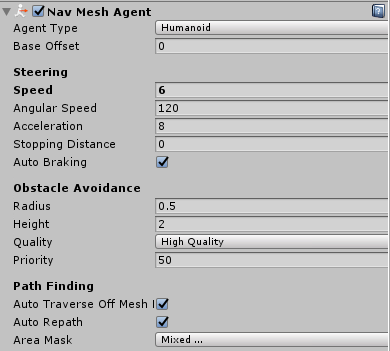 Nav Mesh Agent
Agent Type Humanoid
Base Offset 0
Steering
Speed 6
Angular Speed 120
Acceleration 8
Stopping Distance 0
Auto Braking
Obstacle Avoidance
Radius 0.5
Height 2
Quality High Quality
Priority 50
Path Finding
Auto Traverse Off Mesh l
Auto Repath
Area Mask Mixed ...